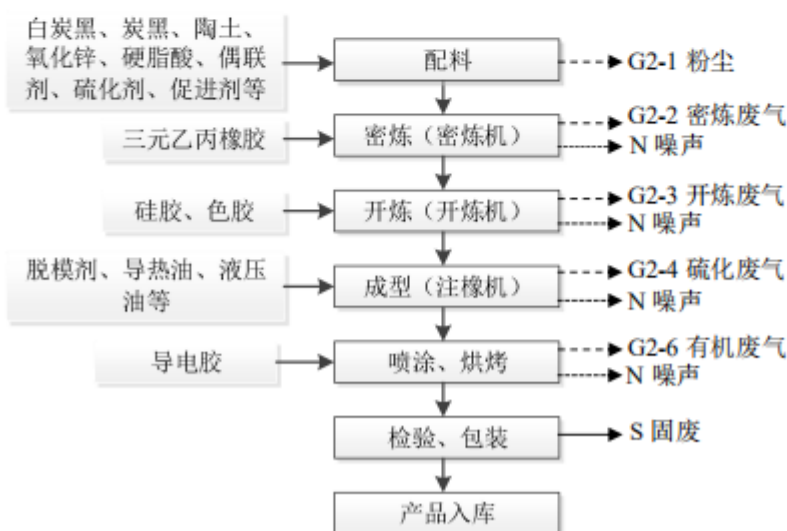 白炭黑、炭黑、陶土、
氧化锌、硬脂酸、偶联
剂、硫化剂、促进剂等
配料
G2-1 粉尘
三元乙丙橡胶
密炼（密炼机）
G2-2 密炼废气
N 噪声
硅胶、色胶
开炼（开炼机）
G2-3 开炼废气
N 噪声
脱模剂、导热油、液压
油等
成型（注橡机）
G2-4 硫化废气
N 噪声
导电胶
喷涂、烘烤
G2-6 有机废气
N 噪声
检验、包装
S 固废
产品入库